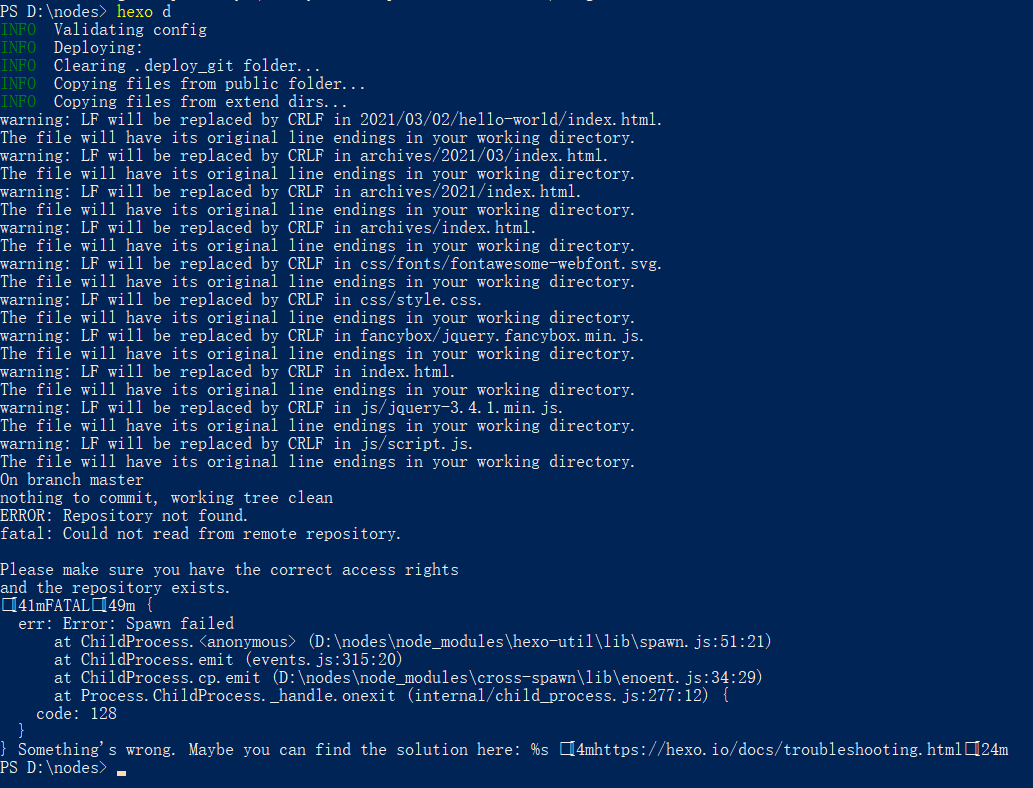 PS D:\nodes> hexo d
INFO  Validating config
INFO  Deploying:
INFO  Clearing .deploy_git folder...
INFO  Copying files from public folder...
INFO  Copying files from extend dirs...
warning: LF will be replaced by CRLF in 2021/03/02/hello-world/index.html.
The file will have its original line endings in your working directory.
warning: LF will be replaced by CRLF in archives/2021/03/index.html.
The file will have its original line endings in your working directory.
warning: LF will be replaced by CRLF in archives/2021/index.html.
The file will have its original line endings in your working directory.
warning: LF will be replaced by CRLF in archives/index.html.
The file will have its original line endings in your working directory.
warning: LF will be replaced by CRLF in css/fonts/fontawesome-webfont.svg.
The file will have its original line endings in your working directory.
warning: LF will be replaced by CRLF in css/style.css.
The file will have its original line endings in your working directory.
warning: LF will be replaced by CRLF in fancybox/jquery.fancybox.min.js.
The file will have its original line endings in your working directory.
warning: LF will be replaced by CRLF in index.html.
The file will have its original line endings in your working directory.
warning: LF will be replaced by CRLF in js/jquery-3.4.1.min.js.
The file will have its original line endings in your working directory.
warning: LF will be replaced by CRLF in js/script.js.
The file will have its original line endings in your working directory.
On branch master
nothing to commit, working tree clean
ERROR: Repository not found.
fatal: Could not read from remote repository.
Please make sure you have the correct access rights
and the repository exists.
□[41mFATAL□[49m {
  err: Error: Spawn failed
      at ChildProcess.<anonymous> (D:\nodes\node_modules\hexo-util\lib\spawn.js:51:21)
      at ChildProcess.emit (events.js:315:20)
      at ChildProcess.cp.emit (D:\nodes\node_modules\cross-spawn\lib\enoent.js:34:29)
      at Process.ChildProcess._handle.onexit (internal/child_process.js:277:12) {
    code: 128
  }
} Something's wrong. Maybe you can find the solution here: %s □[4mhttps://hexo.io/docs/troubleshooting.html□[24m
PS D:\nodes>